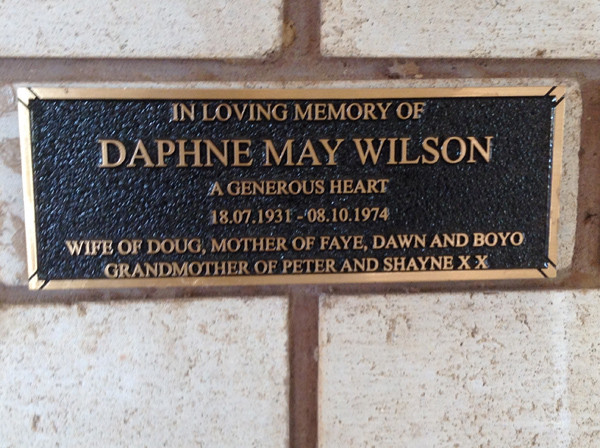 IN LOVING MEMORY OF
DAPHNE MAY WILSON
A GENEROUS HEART
18.07.1931 - 08.10.1974
WIFE OF DOUG, MOTHER OF FAYE, DAWN AND BOYO
GRANDMOTHER OF PETER AND SHAYNE X X